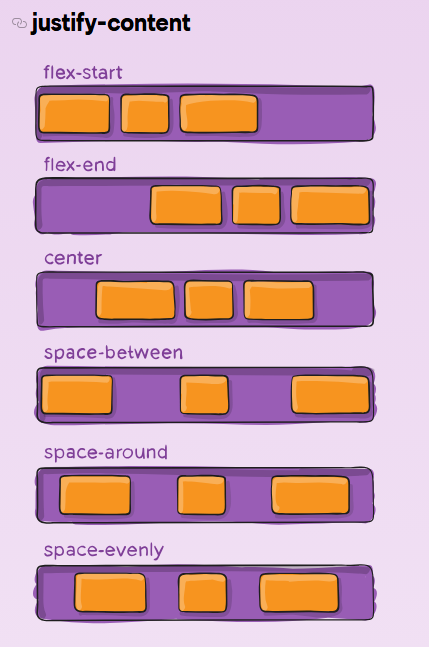 justify-content
flex-start
flex-end
center
space-between
space-around
space-evenly